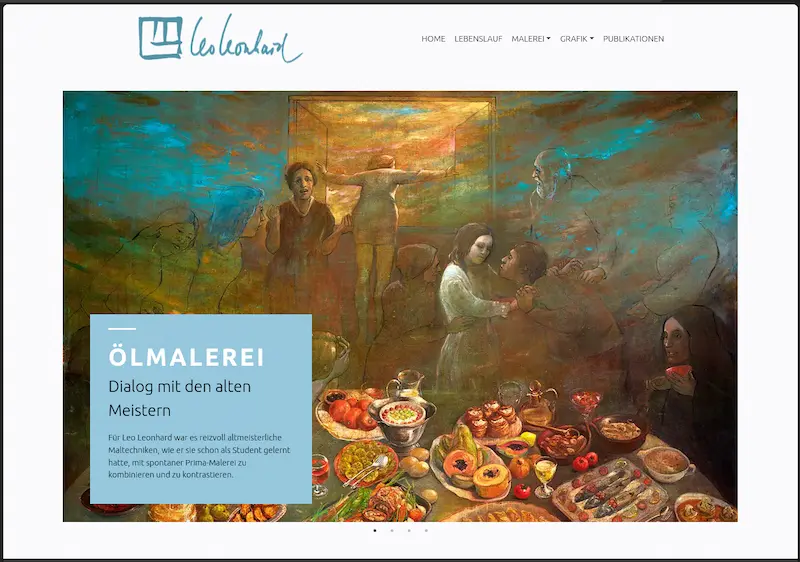 Leo Leonhard
HOME LEBENSLAUF MALEREI GRAFIK PUBLIKATIONEN
ÖLMALEREI
Dialog mit den alten
Meistern
Für Leo Leonhard war es reizvoll altmeisterliche
Maltechniken, wie er sie schon als Student gelernt
hatte, mit spontaner Prima-Malerei zu
kombinieren und zu kontrastieren.